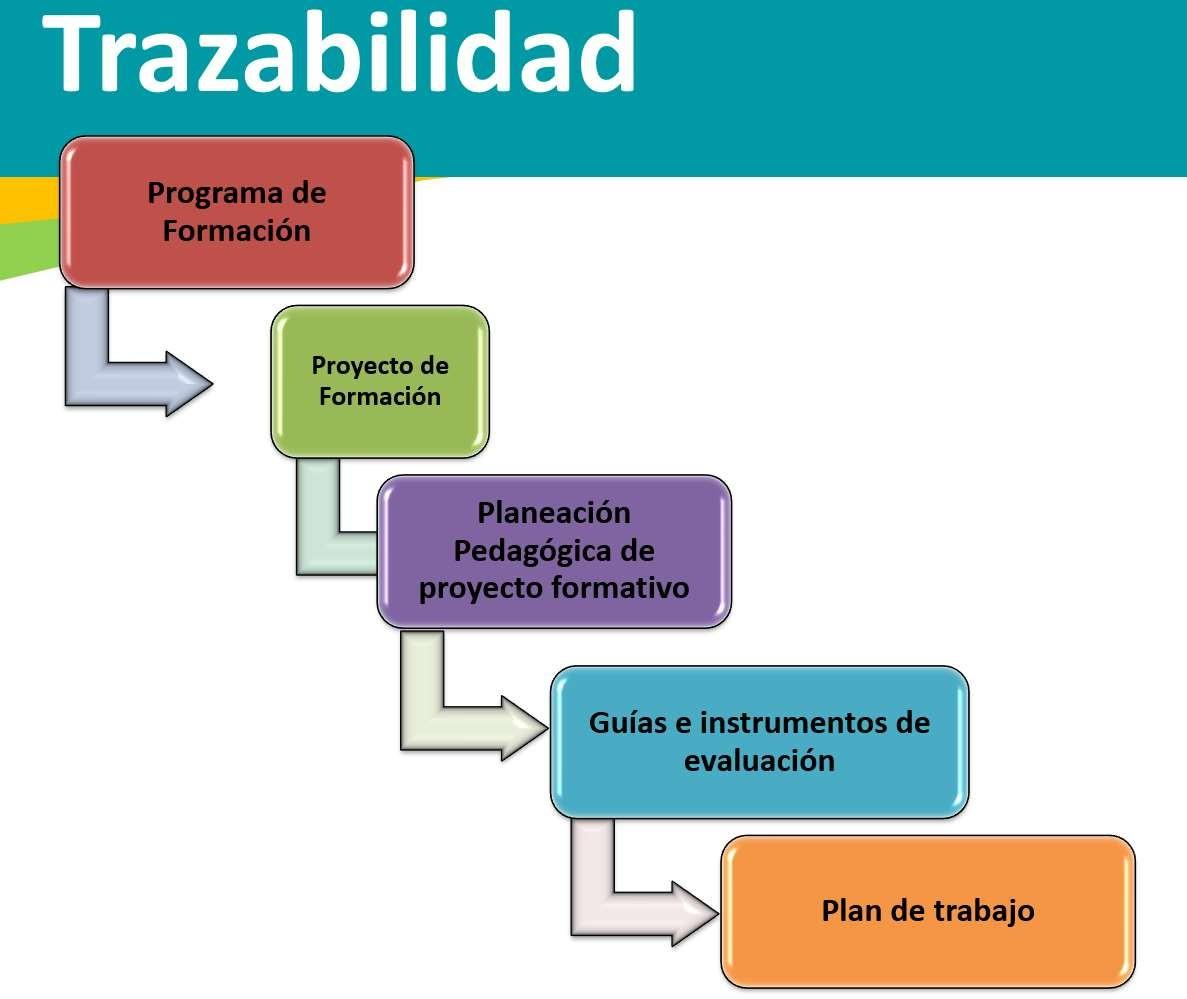 Trazabilidad
Programa de
Formación
Proyecto de
Formación
Planeación
Pedagógica de
proyecto formativo
Guías e instrumentos de
evaluación
Plan de trabajo